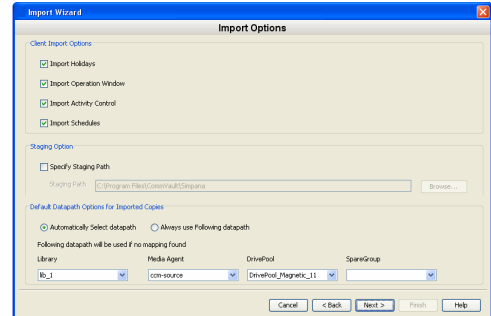 Import Wizard
Import Options
Client Import Options
Import Holidays
Import Operation Window
Import Activity Control
Import Schedules
Staging Option
Specify Staging Path
Staging Path C:\Program Files\CommVault\Simpana Browse...
Default Datapath Options for Imported Copies
Automatically Select datapath Always use Following datapath
Following datapath will be used if no mapping found
Library Media Agent DrivePool SpareGroup
lib_1 ccm-source DrivePool_Magnetic_11
Cancel < Back Next > Finish Help